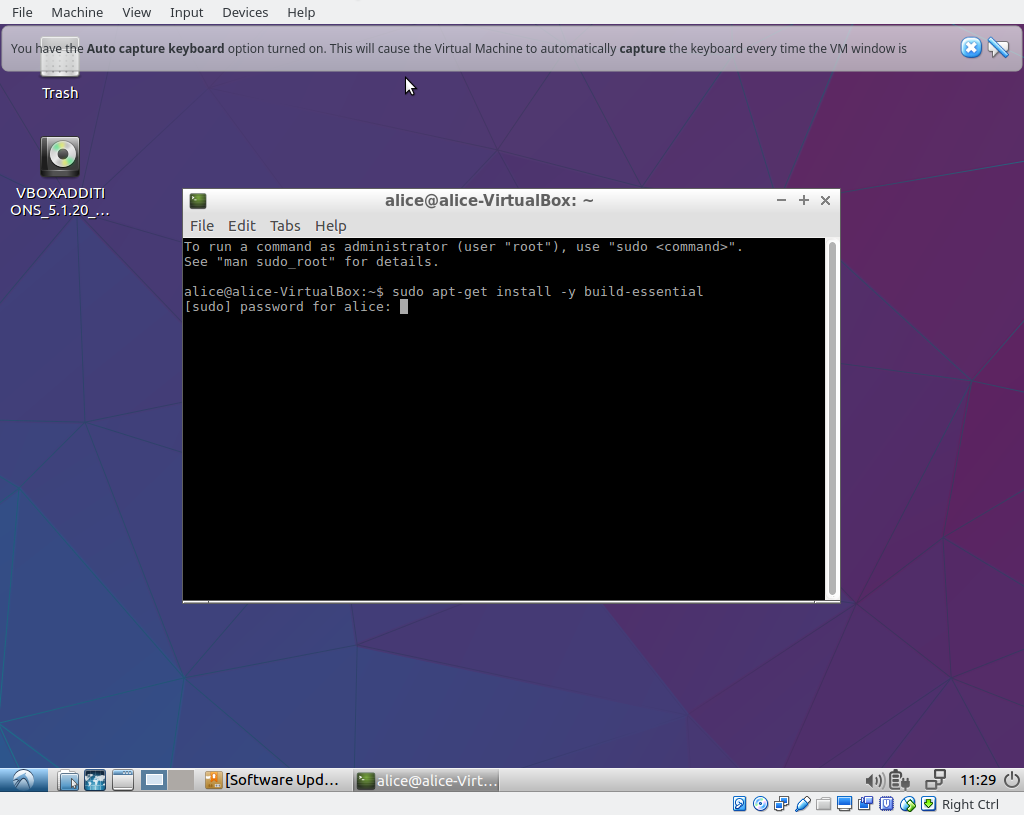 File Machine View Input Devices Help
You have the Auto capture keyboard option turned on. This will cause the Virtual Machine to automatically capture the keyboard every time the VM window is
Trash
VBOXADDITI
ONS_5.1.20_...
alice@alice-VirtualBox: ~
File Edit Tabs Help
To run a command as administrator (user "root"), use "sudo <command>".
See "man sudo_root" for details.
alice@alice-VirtualBox:~$ sudo apt-get install -y build-essential
[sudo] password for alice:
[Software Upd... alice@alice-Virt... 11:29
Right Ctrl